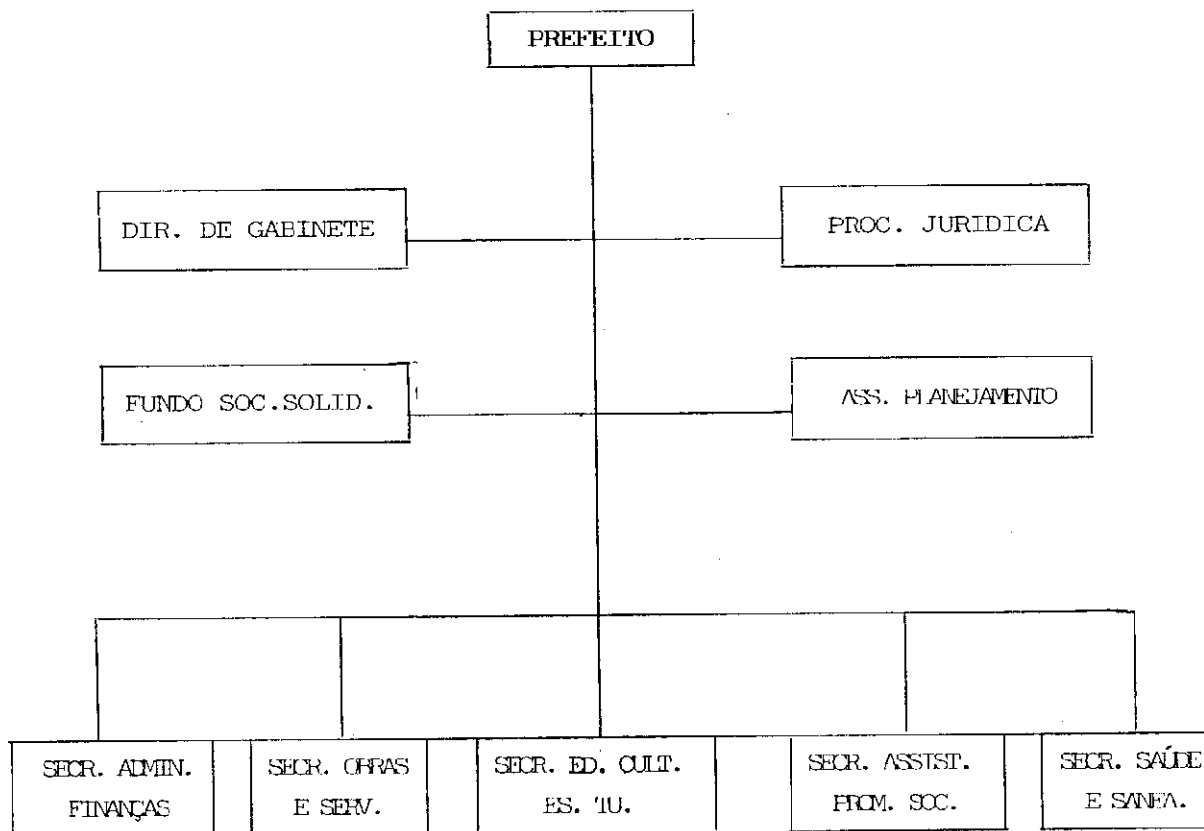 PREFEITO
DIR. DE GABINETE
PROC. JURIDICA
FUNDO SOC.SOLID.
ASS. PLANEJAMENTO
SECR. ADMIN.
FINANÇAS
SECR. OBRAS
E SERV.
SECR. ED. CULT.
ES. TU.
SECR. ASSIST.
PROM. SOC.
SECR. SAÚDE
E SANEA.